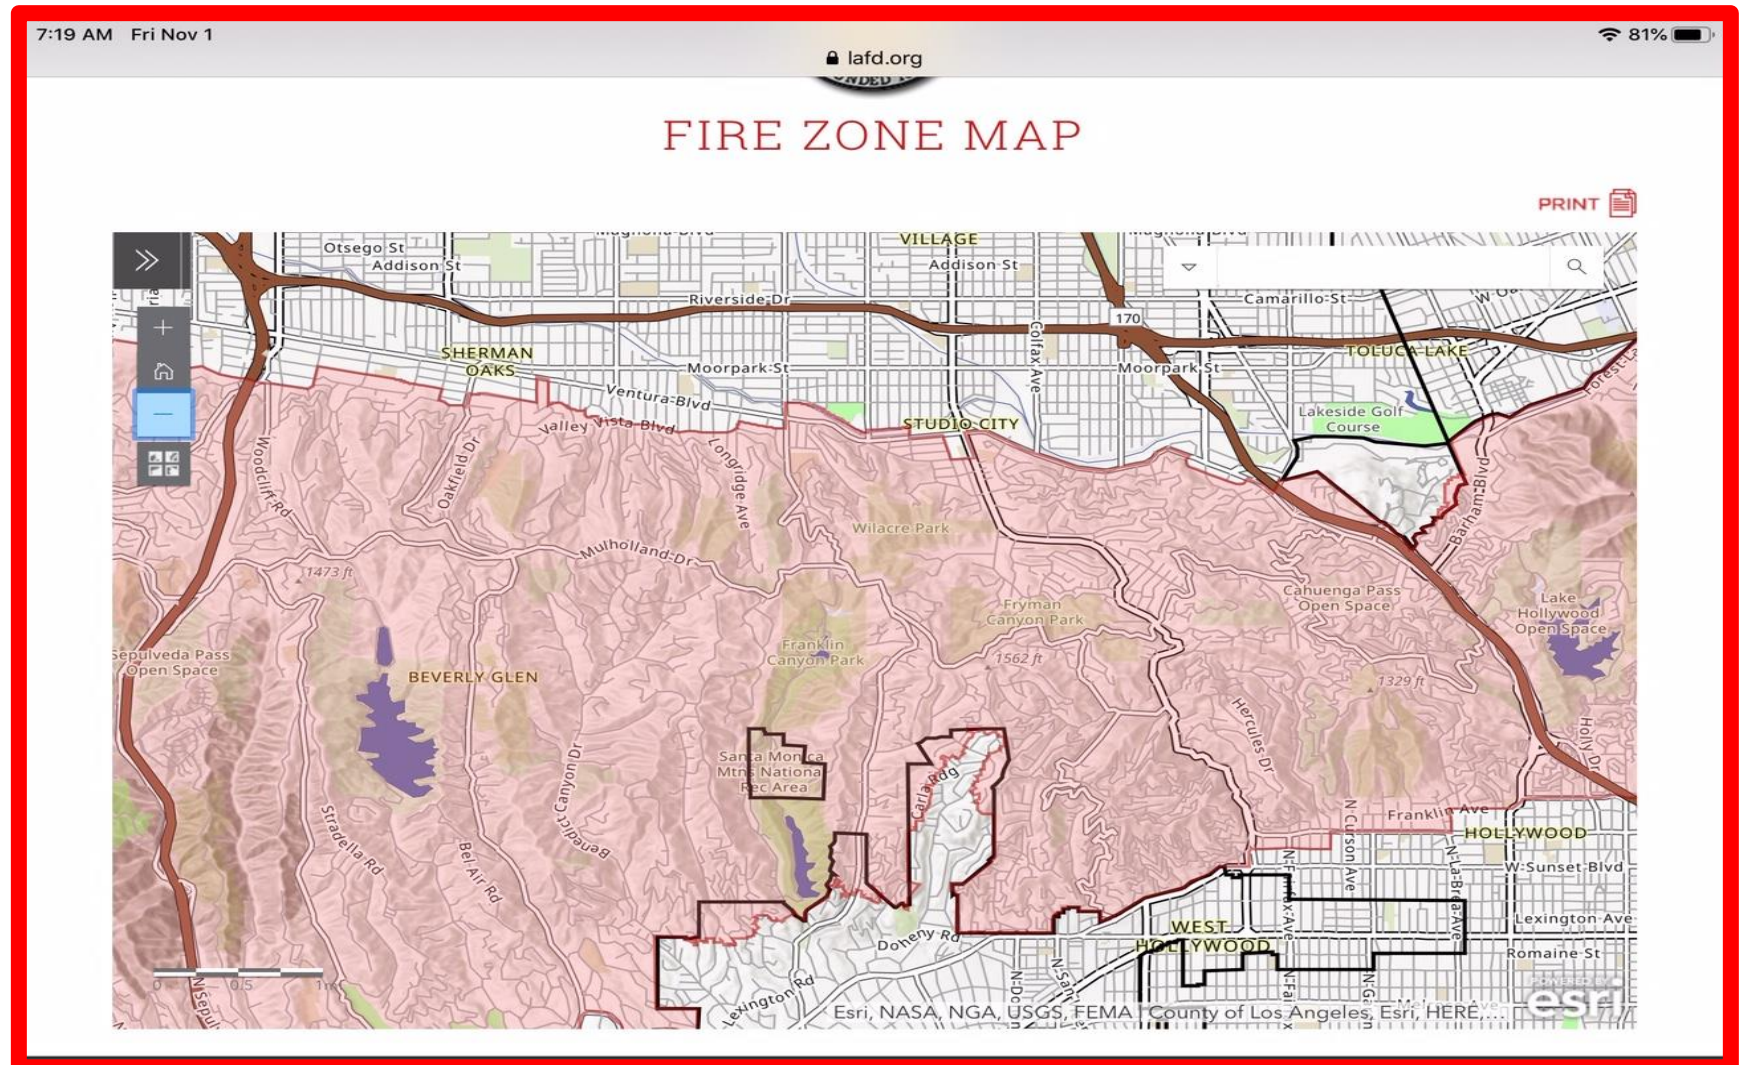 7:19 AM Fri Nov 1
81%
lafd.org
FIRE ZONE MAP
PRINT
Otsego St
Addison St
VILLAGE
Addison St
Riverside Dr
Camarillo St
170
Colfax Ave
SHERMAN
OAKS
TOLUCA LAKE
Moorpark St
Moorpark St
Ventura Blvd
Lakeside Golf
Course
Valley Vista Blvd
STUDIO CITY
Woodcliff Rd
Oakfield Dr
Longridge Ave
Barham Blvd
Wilacre Park
Mulholland Dr
1473 ft
Cahuenga Pass
Open Space
Lake
Hollywood
Open Space
Fryman
Canyon Park
Franklin
Canyon Park
Sepulveda Pass
Open Space
1562 ft
BEVERLY GLEN
1329 ft
Hercules Dr
Holly Dr
Santa Monica
Mtns National
Rec Area
Benedict Canyon Dr
Benedict
Carla Rdg
Stradella Rd
Bel Air Rd
Franklin Ave
N Curson Ave
HOLLYWOOD
N La Brea Ave
W Sunset Blvd
N Fairfax Ave
Lexington Ave
WEST
HOLLYWOOD
Doheny Rd
Romaine St
0 0.5 1mi
Lexington Rd
POWERED BY
esri
Esri, NASA, NGA, USGS, FEMA | County of Los Angeles, Esri, HERE,...